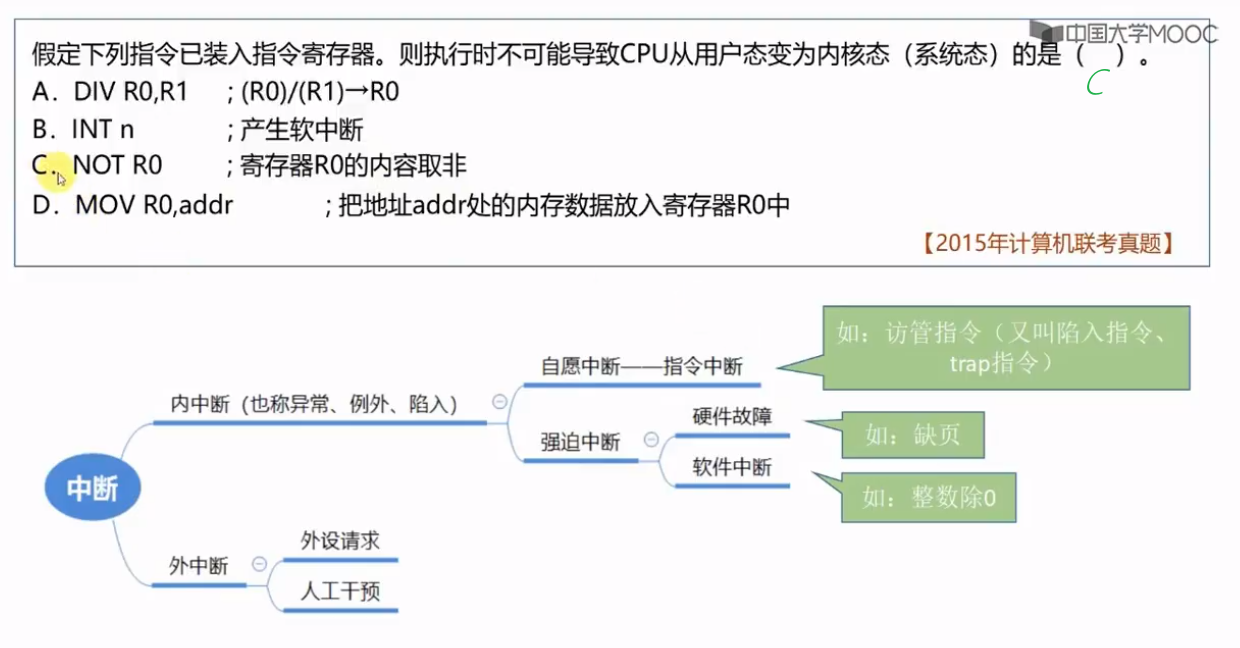 中国大学MOOC
假定下列指令已装入指令寄存器。则执行时不可能导致CPU从用户态变为内核态（系统态）的是（ ）。
C
A. DIV R0,R1 ; (R0)/(R1)→R0
B. INT n ; 产生软中断
C. NOT R0 ; 寄存器R0的内容取非
D. MOV R0,addr ; 把地址addr处的内存数据放入寄存器R0中
【2015年计算机联考真题】
如：访管指令（又叫陷入指令、
trap指令）
自愿中断——指令中断
内中断（也称异常、例外、陷入）
硬件故障
如：缺页
强迫中断
软件中断
如：整数除0
中断
外设请求
外中断
人工干预